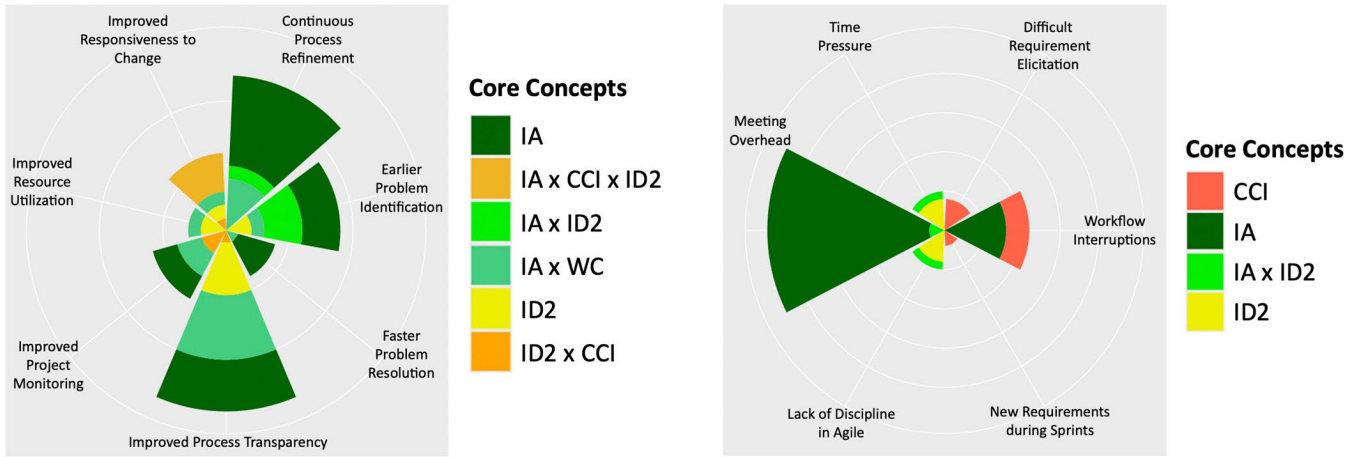 Improved
Responsiveness to
Change
Continuous
Process
Refinement
Improved
Resource
Utilization
Earlier
Problem
Identification
Improved
Project
Monitoring
Faster
Problem
Resolution
Improved Process Transparency
Core Concepts
IA
IA x CCI x ID2
IA x ID2
IA x WC
ID2
ID2 x CCI
Time
Pressure
Difficult
Requirement
Elicitation
Meeting
Overhead
Workflow
Interruptions
Lack of Discipline
in Agile
New Requirements
during Sprints
Core Concepts
CCI
IA
IA x ID2
ID2